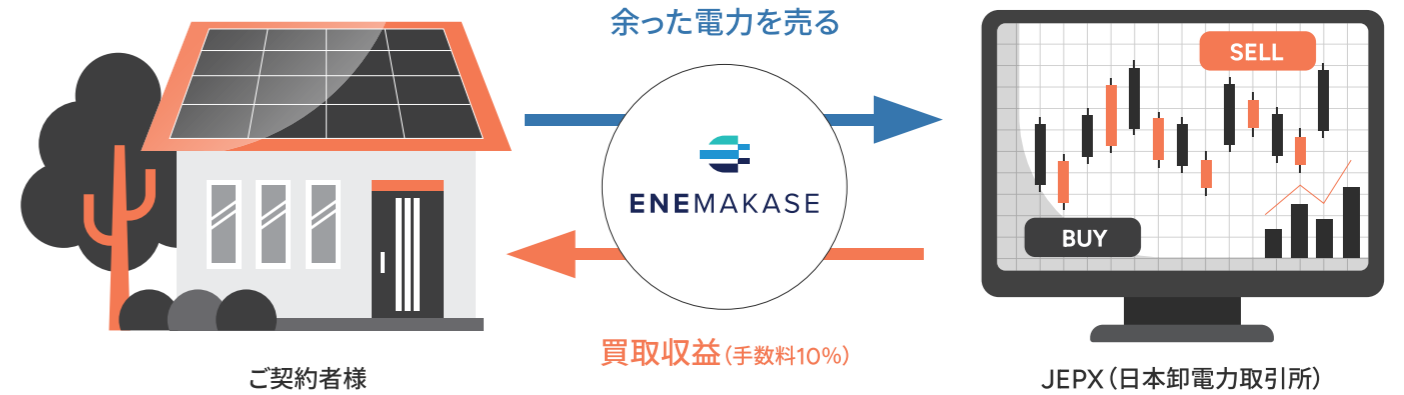 余った電力を売る
SELL
ENEMAKASE
BUY
買取収益（手数料10%）
ご契約者様
JEPX（日本卸電力取引所）